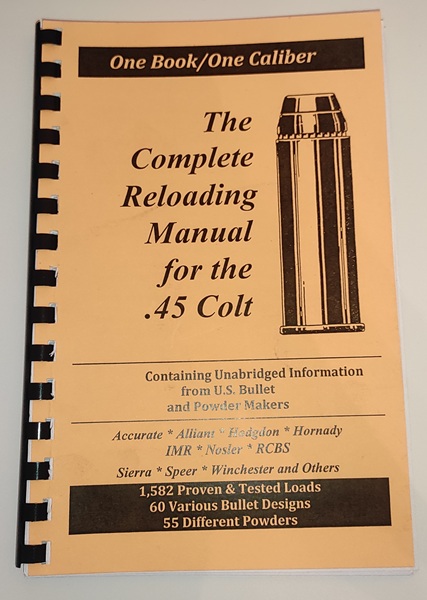 One Book/One Caliber
The
Complete
Reloading
Manual
for the
.45 Colt
Containing Unabridged Information
from U.S. Bullet
and Powder Makers
Accurate * Alliant * Hodgdon * Hornady
IMR * Nosler * RCBS
Sierra * Speer * Winchester and Others
1,582 Proven & Tested Loads
60 Various Bullet Designs
55 Different Powders